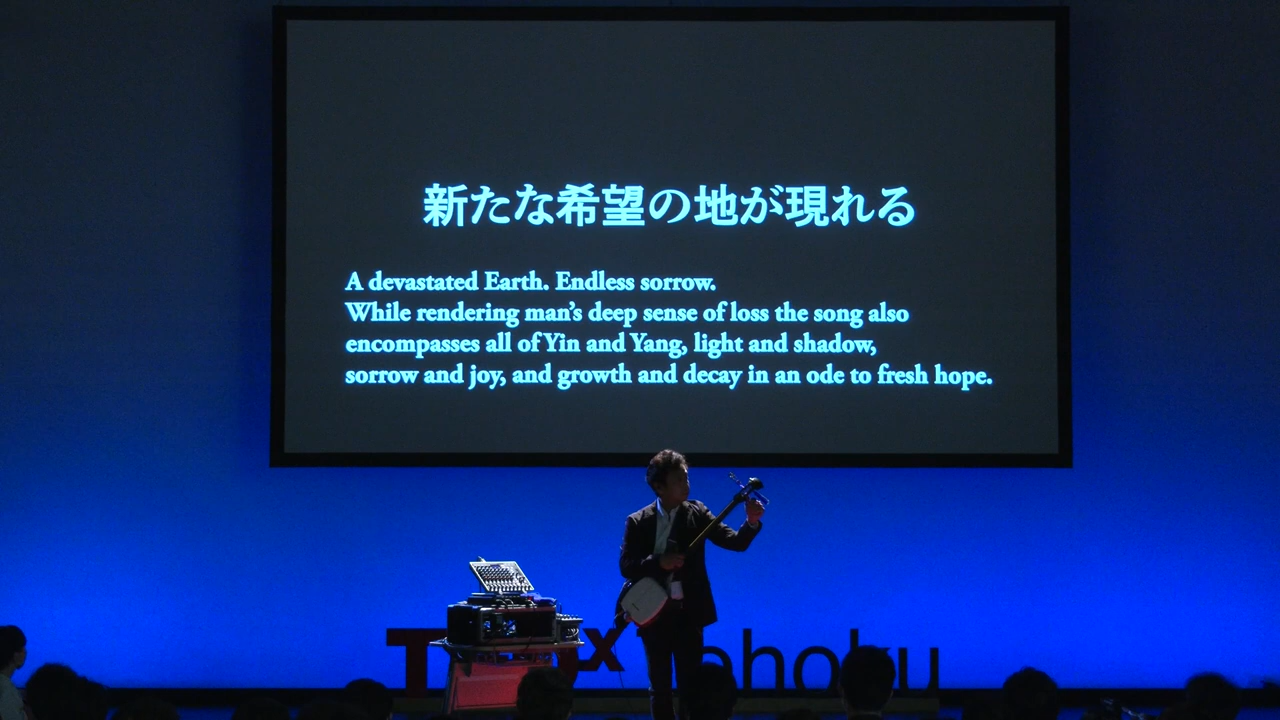 新たな希望の地が現れる
A devastated Earth. Endless sorrow.
While rendering man's deep sense of loss the song also
encompasses all of Yin and Yang, light and shadow,
sorrow and joy, and growth and decay in an ode to fresh hope.